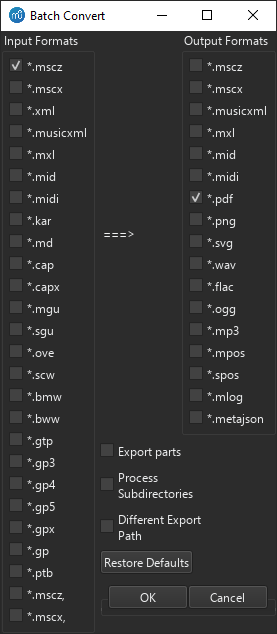 Batch Convert
Input Formats
*.mscz
*.mscx
*.xml
*.musicxml
*.mxl
*.mid
*.midi
*.kar
*.md
*.cap
*.capx
*.mgu
*.sgu
*.ove
*.scw
*.bmw
*.bww
*.gtp
*.gp3
*.gp4
*.gp5
*.gpx
*.gp
*.ptb
*.mscz,
*.mscx,
===>
Output Formats
*.mscz
*.mscx
*.musicxml
*.mxl
*.mid
*.midi
*.pdf
*.png
*.svg
*.wav
*.flac
*.ogg
*.mp3
*.mpos
*.spos
*.mlog
*.metajson
Export parts
Process
Subdirectories
Different Export
Path
Restore Defaults
OK
Cancel